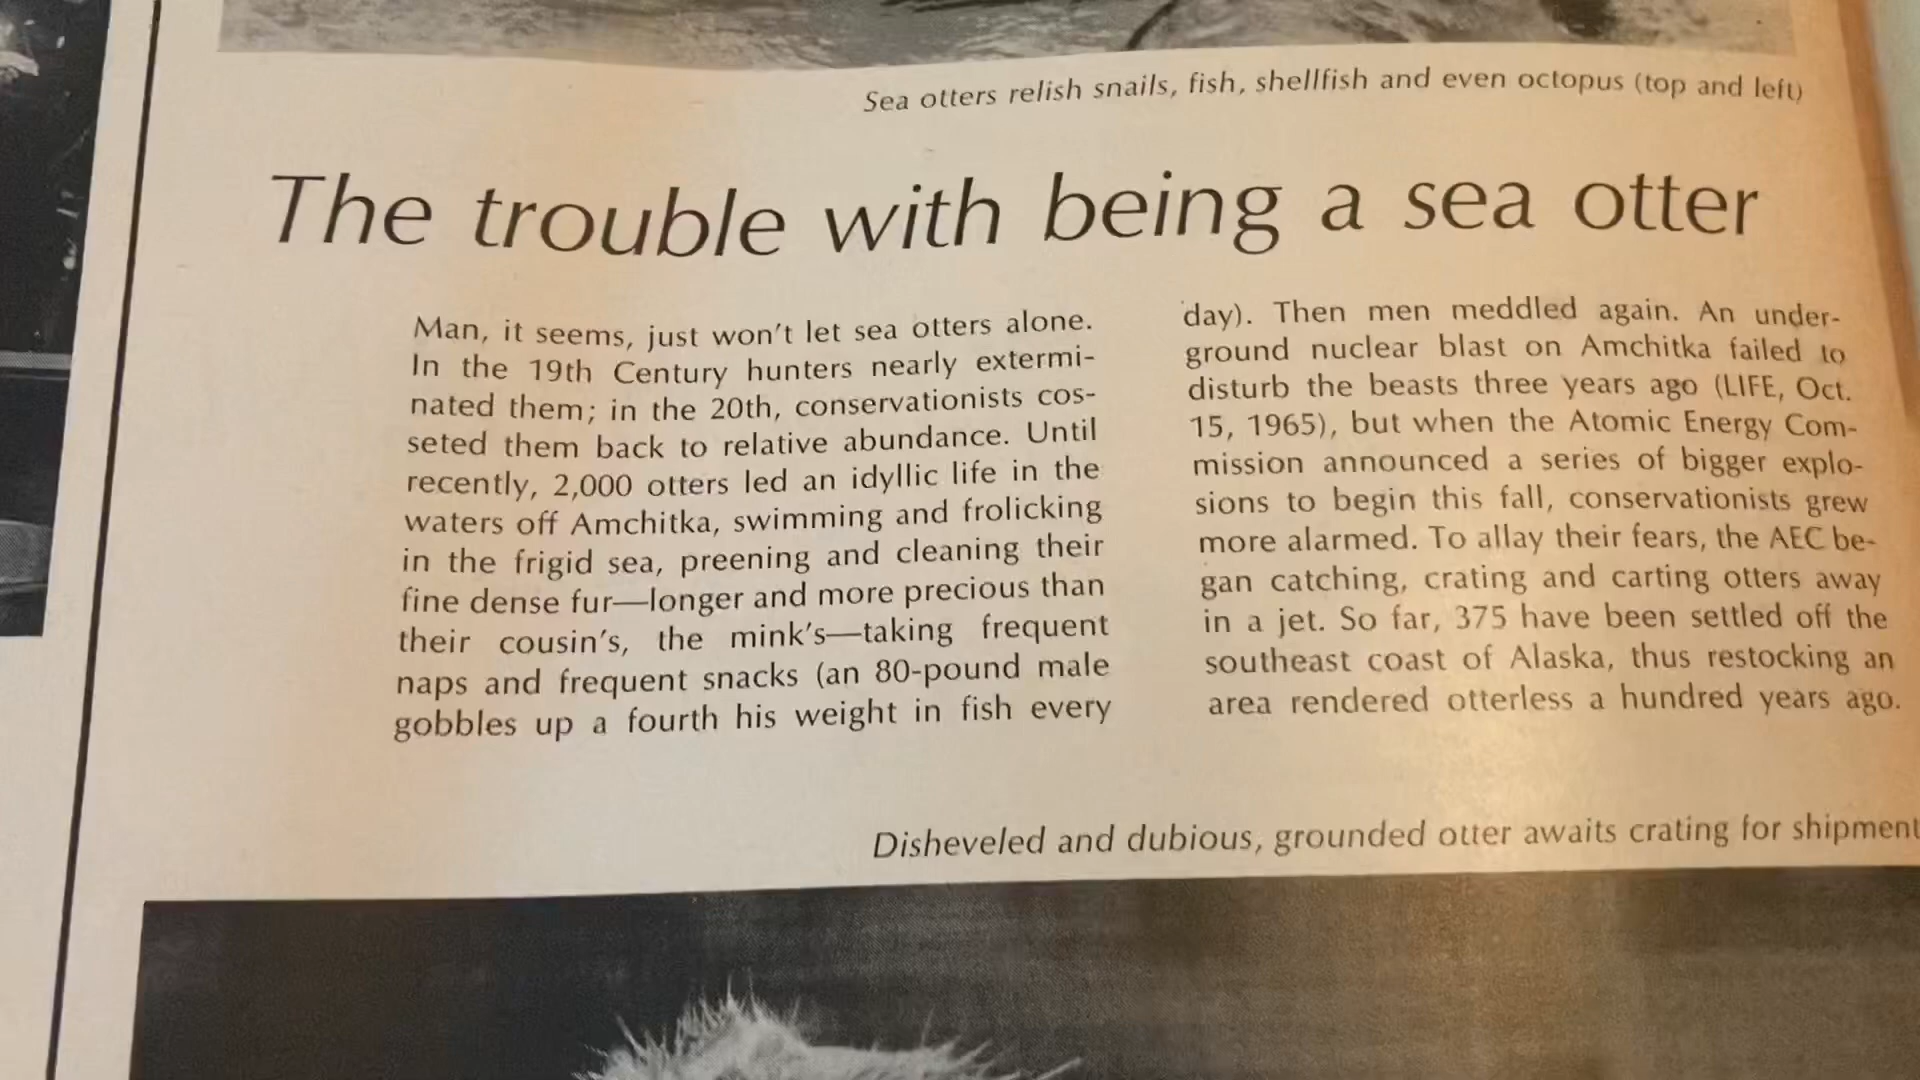 Sea otters relish snails, fish, shellfish and even octopus (top and left)
The trouble with being a sea otter
Man, it seems, just won't let sea otters alone.
In the 19th Century hunters nearly extermi-
nated them; in the 20th, conservationists cos-
seted them back to relative abundance. Until
recently, 2,000 otters led an idyllic life in the
waters off Amchitka, swimming and frolicking
in the frigid sea, preening and cleaning their
fine dense fur—longer and more precious than
their cousin's, the mink's—taking frequent
naps and frequent snacks (an 80-pound male
gobbles up a fourth his weight in fish every
day). Then men meddled again. An under-
ground nuclear blast on Amchitka failed to
disturb the beasts three years ago (LIFE, Oct.
15, 1965), but when the Atomic Energy Com-
mission announced a series of bigger explo-
sions to begin this fall, conservationists grew
more alarmed. To allay their fears, the AEC be-
gan catching, crating and carting otters away
in a jet. So far, 375 have been settled off the
southeast coast of Alaska, thus restocking an
area rendered otterless a hundred years ago.
Disheveled and dubious, grounded otter awaits crating for shipment